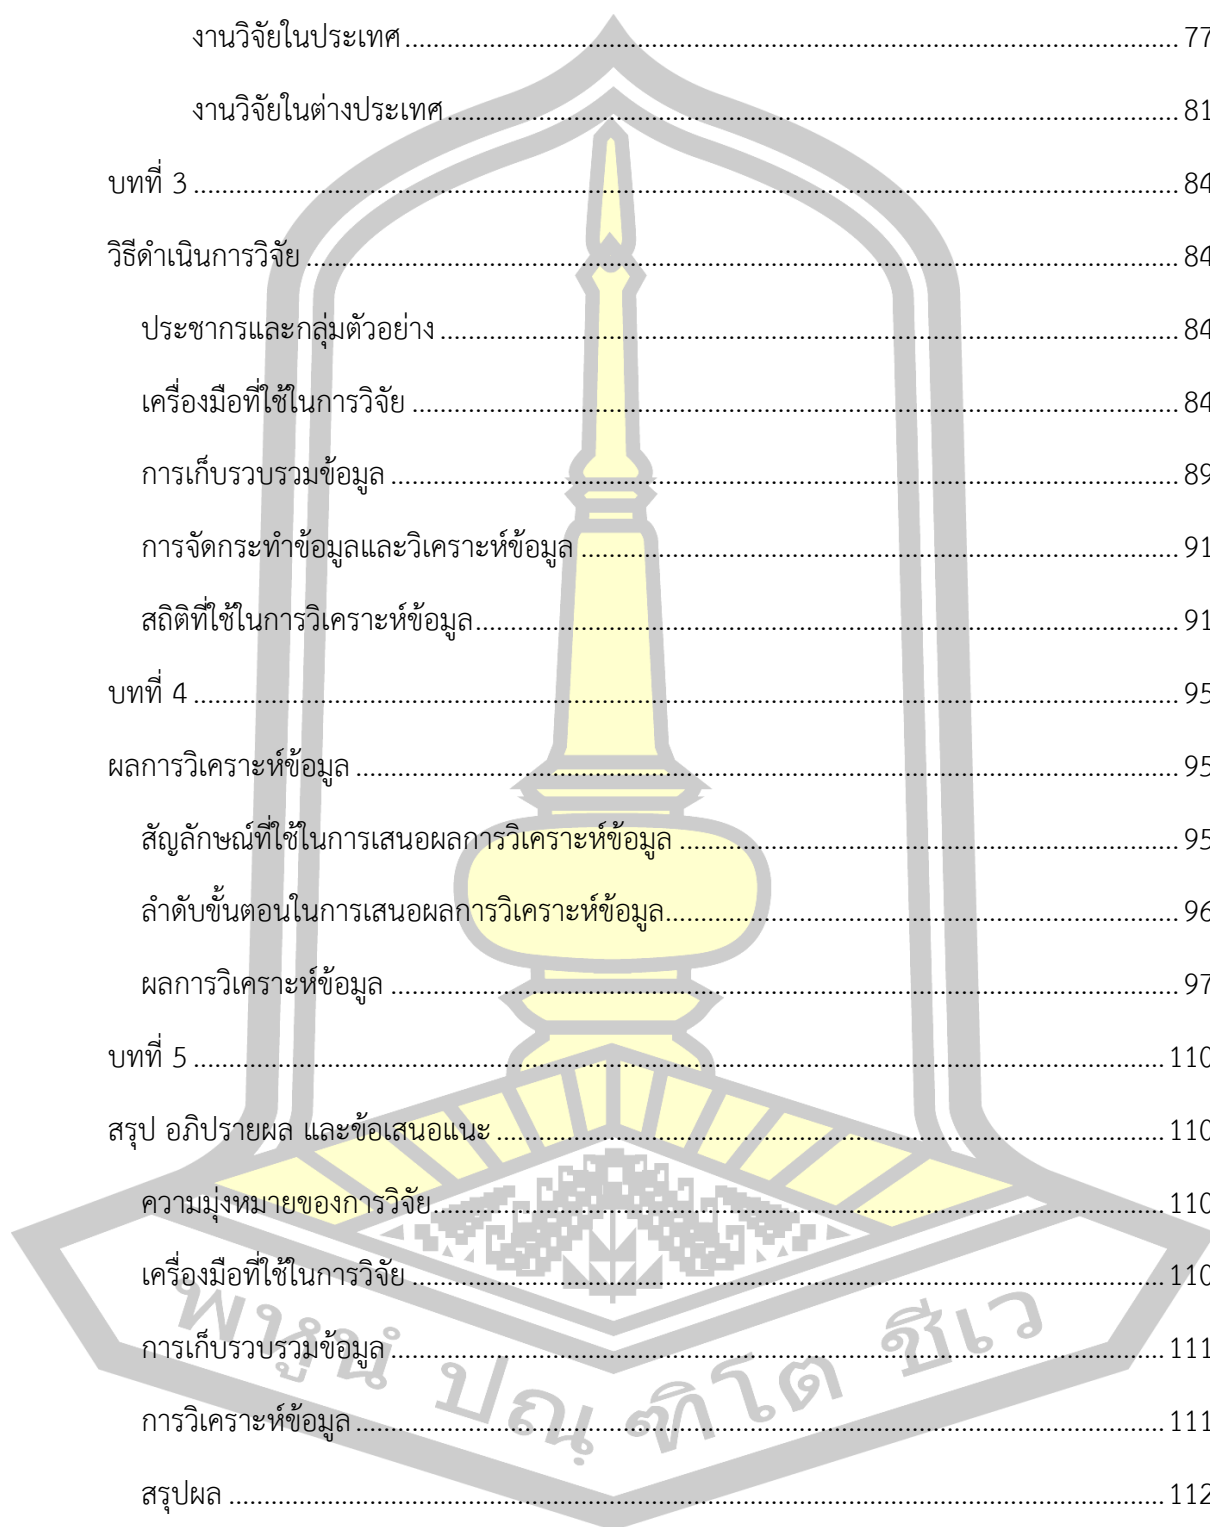 งานวิจัยในประเทศ ........ 77
งานวิจัยในต่างประเทศ ........ 81
บทที่ 3 ........ 84
วิธีดำเนินการวิจัย ........ 84
ประชากรและกลุ่มตัวอย่าง ........ 84
เครื่องมือที่ใช้ในการวิจัย ........ 84
การเก็บรวบรวมข้อมูล ........ 89
การจัดกระทำข้อมูลและวิเคราะห์ข้อมูล ........ 91
สถิติที่ใช้ในการวิเคราะห์ข้อมูล ........ 91
บทที่ 4 ........ 95
ผลการวิเคราะห์ข้อมูล ........ 95
สัญลักษณ์ที่ใช้ในการเสนอผลการวิเคราะห์ข้อมูล ........ 95
ลำดับขั้นตอนในการเสนอผลการวิเคราะห์ข้อมูล ........ 96
ผลการวิเคราะห์ข้อมูล ........ 97
บทที่ 5 ........ 110
สรุป อภิปรายผล และข้อเสนอแนะ ........ 110
ความมุ่งหมายของการวิจัย ........ 110
เครื่องมือที่ใช้ในการวิจัย ........ 110
การเก็บรวบรวมข้อมูล ........ 111
การวิเคราะห์ข้อมูล ........ 111
สรุปผล ........ 112
พหูนํ ปณฺฑิโต ชีเว